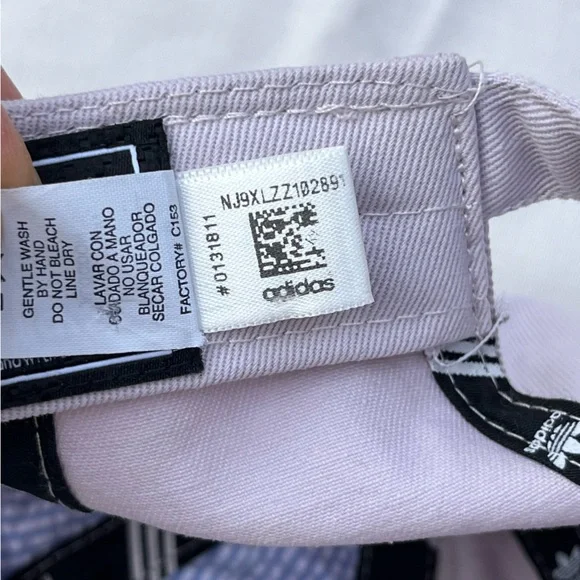 GENTLE WASH
BY HAND
DO NOT BLEACH
LINE DRY
LAVAR CON
CUIDADO A MANO
NO USAR
BLANQUEADOR
SECAR COLGADO
FACTORY# C153
#0131811
NJ9XLZZ102891
adidas
adidas